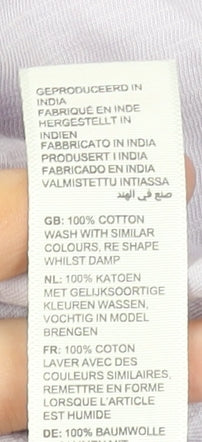 GEPRODUCEERD IN
INDIA
FABRIQUÉ EN INDE
HERGESTELLT IN
INDIEN
FABBRICATO IN INDIA
PRODUSERT I INDIA
FABRICADO EN INDIA
VALMISTETTU INTIASSA
صنع في الهند
GB: 100% COTTON
WASH WITH SIMILAR
COLOURS, RE SHAPE
WHILST DAMP
NL: 100% KATOEN
MET GELIJKSOORTIGE
KLEUREN WASSEN,
VOCHTIG IN MODEL
BRENGEN
FR: 100% COTON
LAVER AVEC DES
COULEURS SIMILAIRES,
REMETTRE EN FORME
LORSQUE L'ARTICLE
EST HUMIDE
DE: 100% BAUMWOLLE